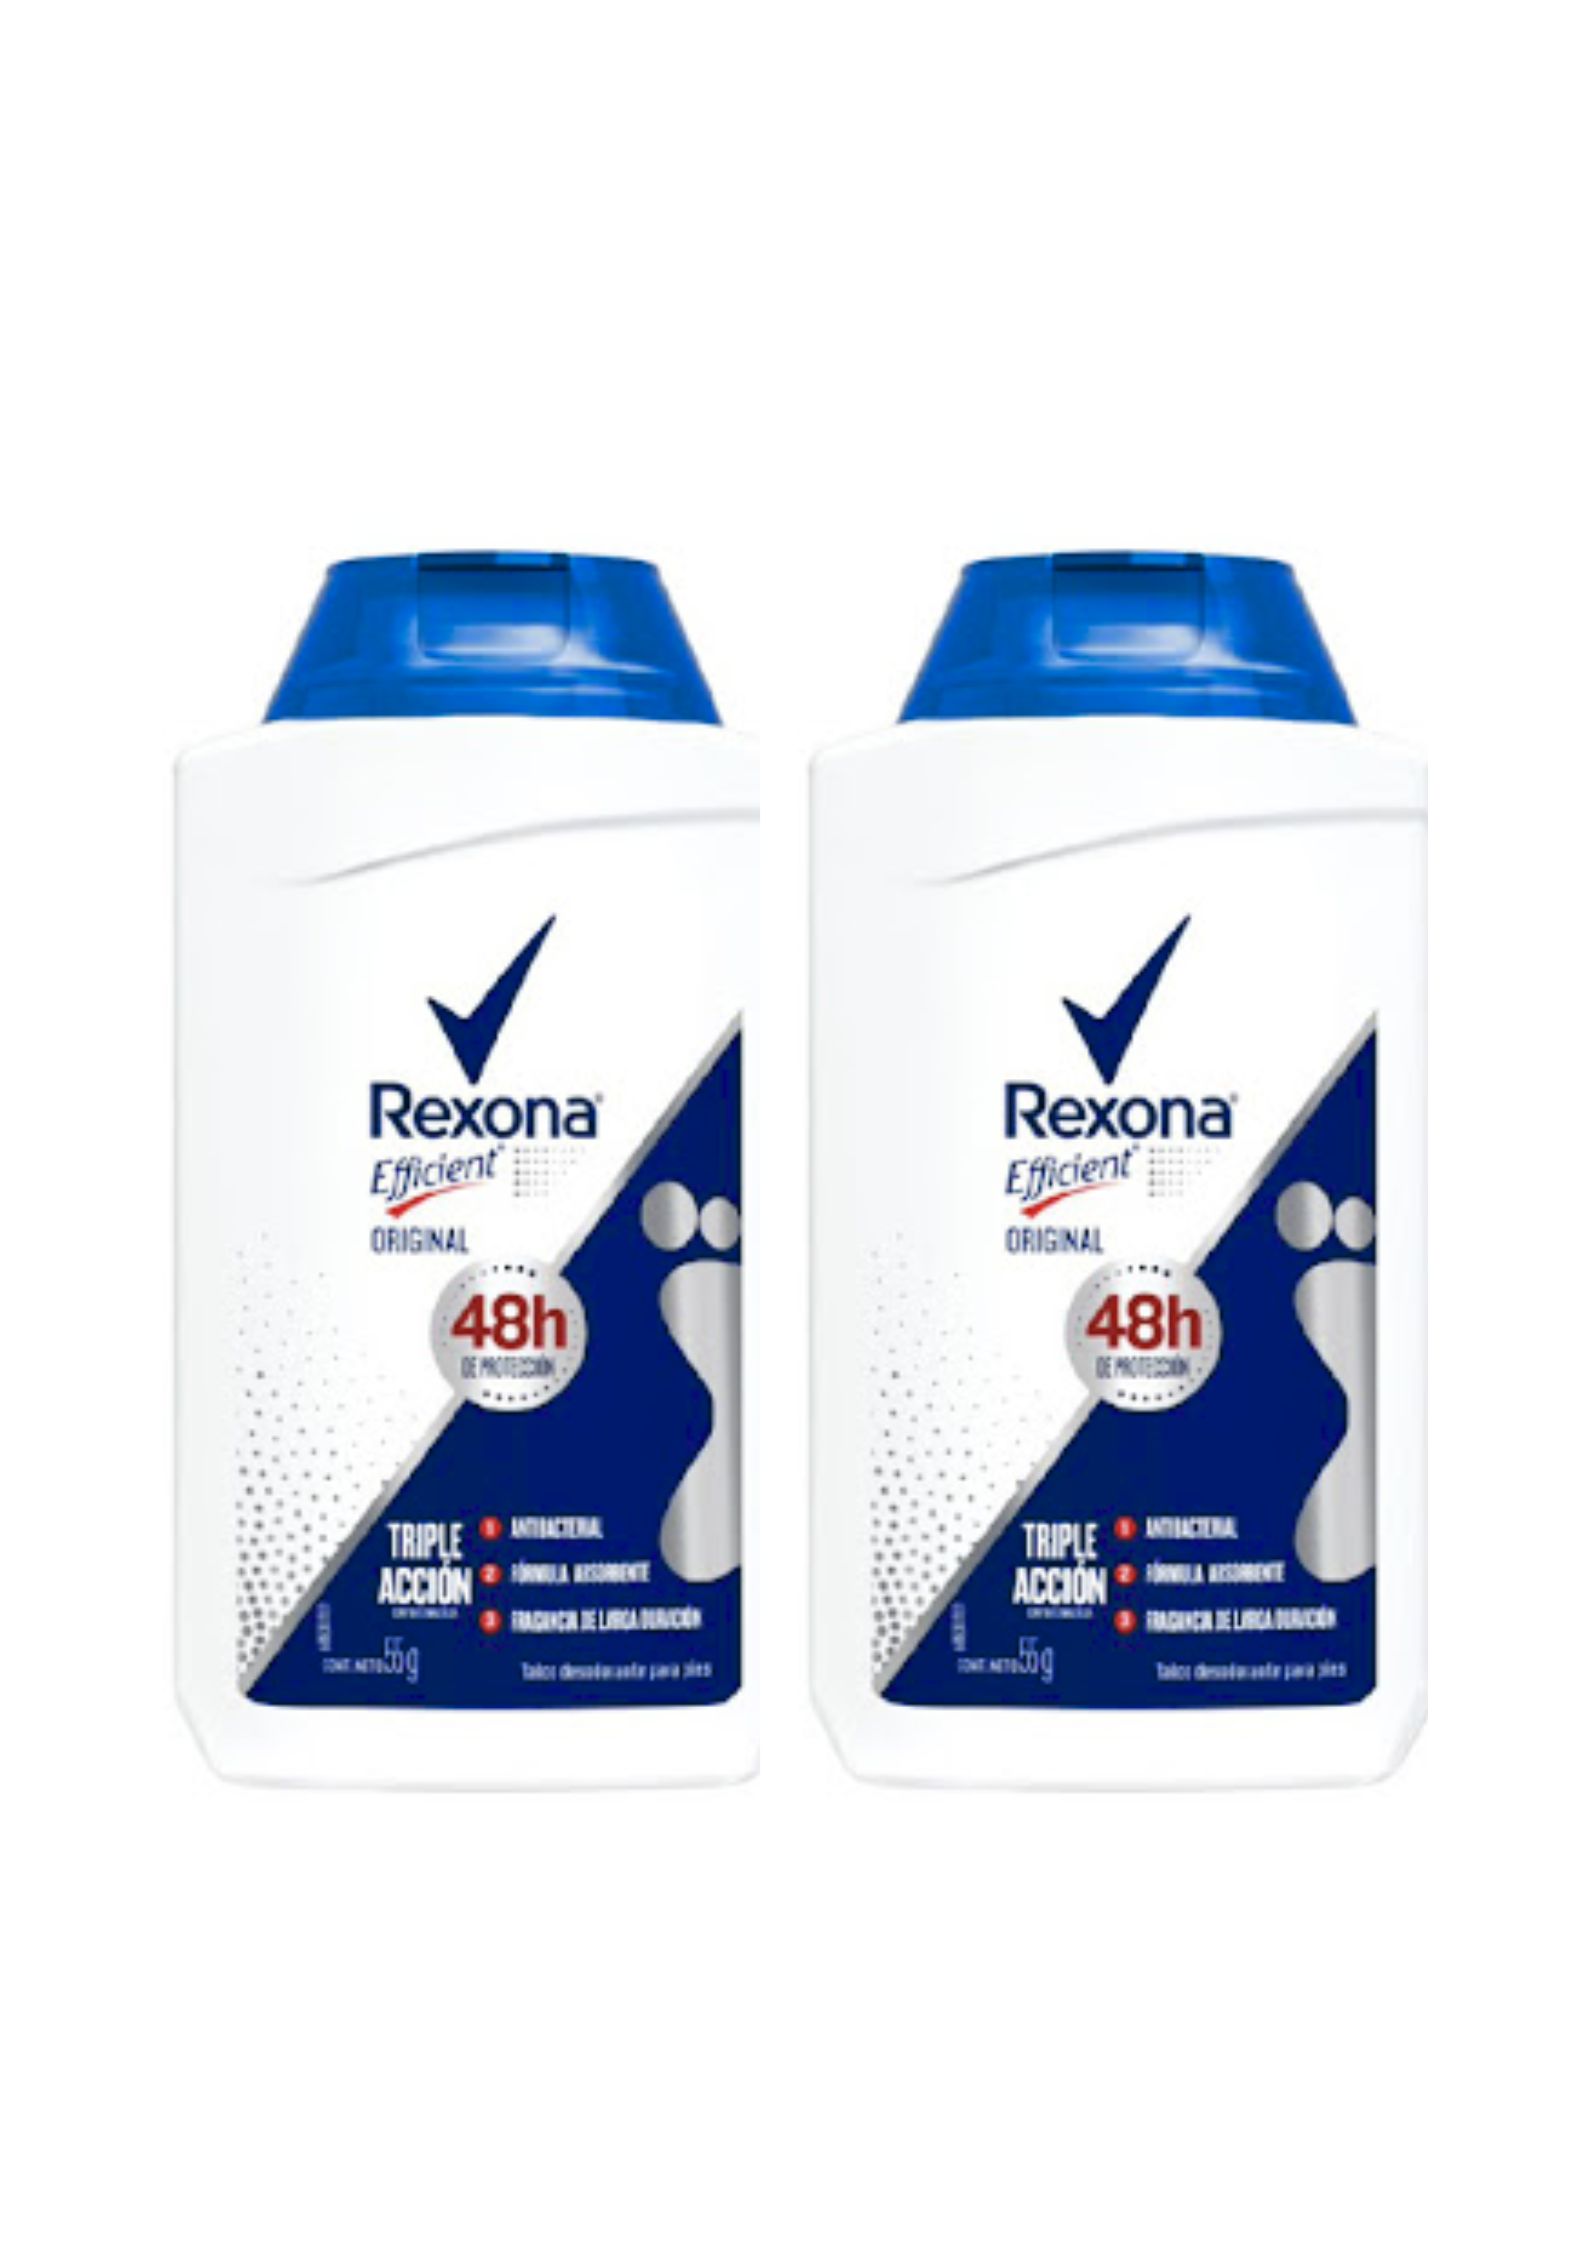 Rexona
Efficient
ORIGINAL
48h
DE PROTECCIÓN
TRIPLE
ACCIÓN
1 ANTIBACTERIAL
2 FÓRMULA ABSORBENTE
3 FRAGANCIA DE LARGA DURACIÓN
CONT. NETO 55 g
Talco desodorante para pies
Rexona
Efficient
ORIGINAL
48h
DE PROTECCIÓN
TRIPLE
ACCIÓN
1 ANTIBACTERIAL
2 FÓRMULA ABSORBENTE
3 FRAGANCIA DE LARGA DURACIÓN
CONT. NETO 55 g
Talco desodorante para pies